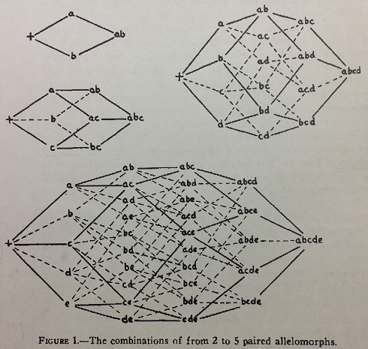 a
+ ab
b
a ab
+ b ac abc
c bc
ab
a abc
ac
b ad abd
+ abcd
c bc acd
bd
d bcd
cd
ab abc
a ac abd abcd
ad abe
b ae acd abce
bc ace
+ c bd ade abde abcde
be bcd
d cd bce acde
ce bde bcde
e de cde
FIGURE 1.—The combinations of from 2 to 5 paired allelomorphs.